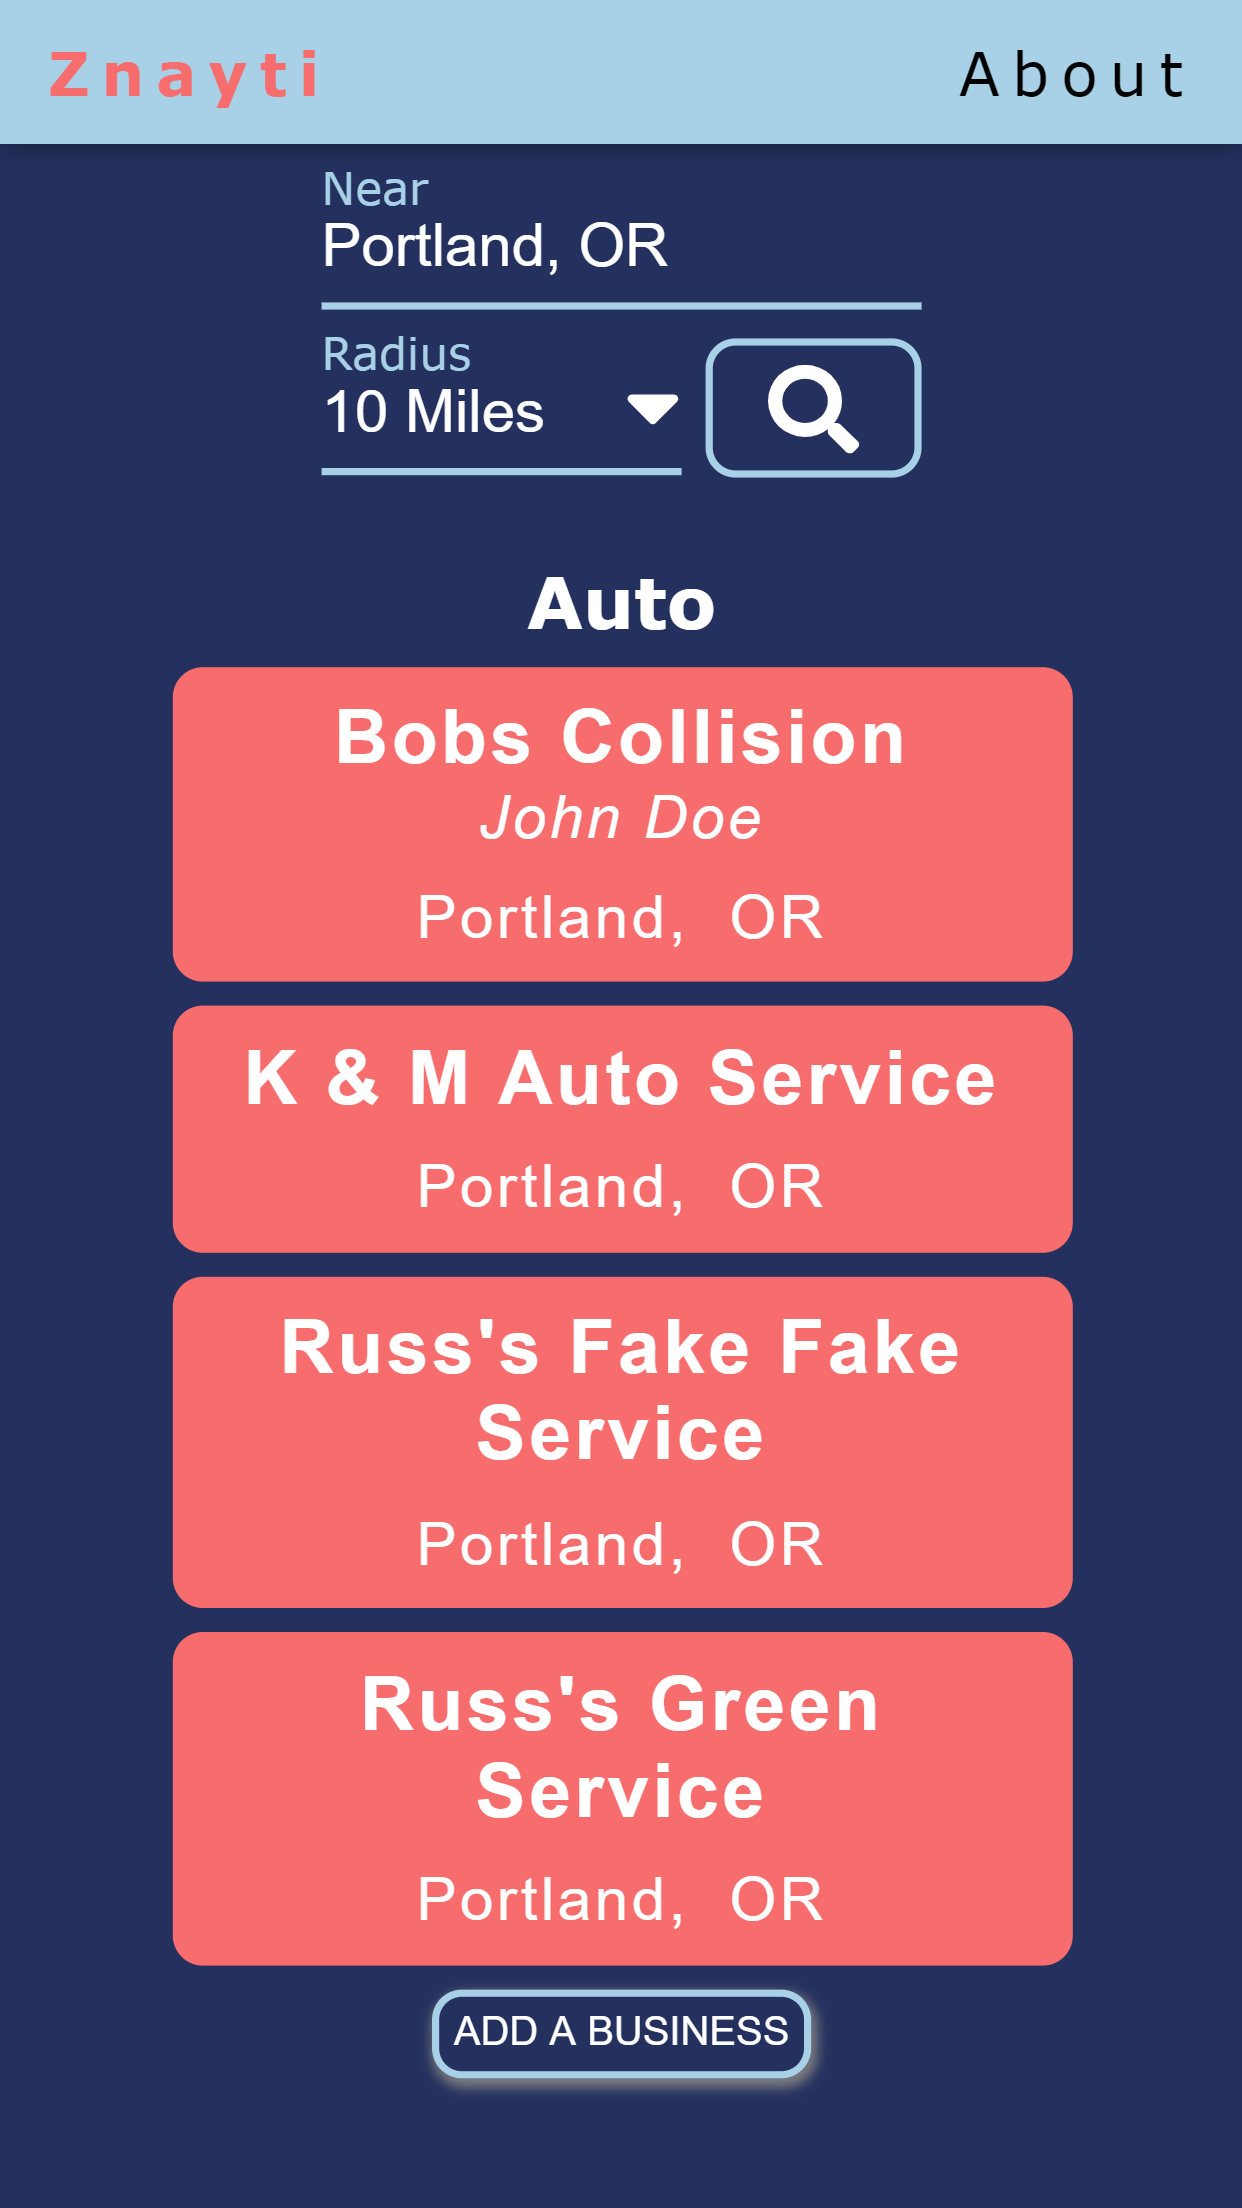 Znayti
About
Near
Portland, OR
Radius
10 Miles
Auto
Bobs Collision
John Doe
Portland, OR
K & M Auto Service
Portland, OR
Russ's Fake Fake
Service
Portland, OR
Russ's Green
Service
Portland, OR
ADD A BUSINESS